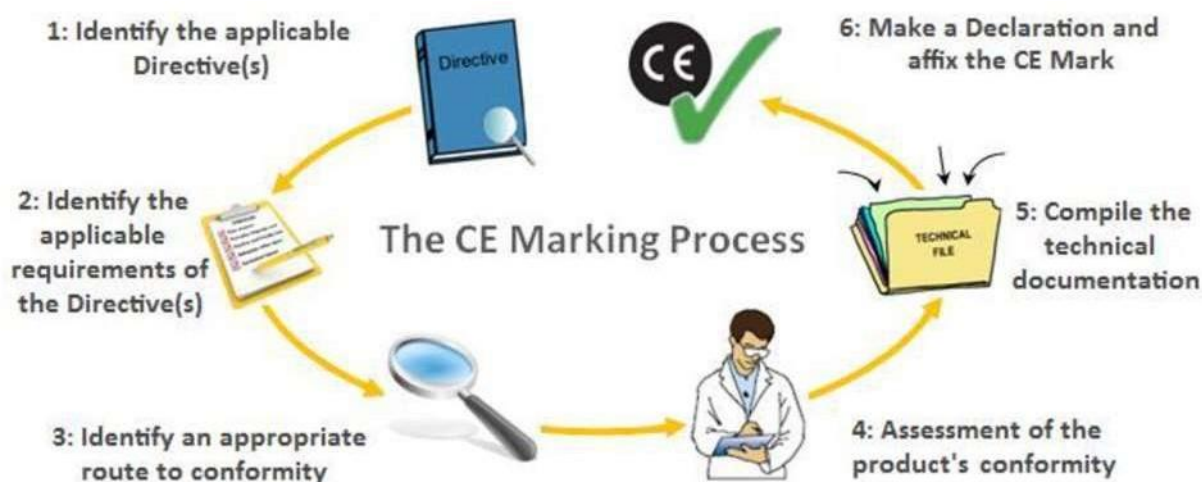 1: Identify the applicable
Directive(s)
Directive
CE
6: Make a Declaration and
affix the CE Mark
2: Identify the
applicable
requirements of
the Directive(s)
The CE Marking Process
TECHNICAL
FILE
5: Compile the
technical
documentation
3: Identify an appropriate
route to conformity
4: Assessment of the
product's conformity